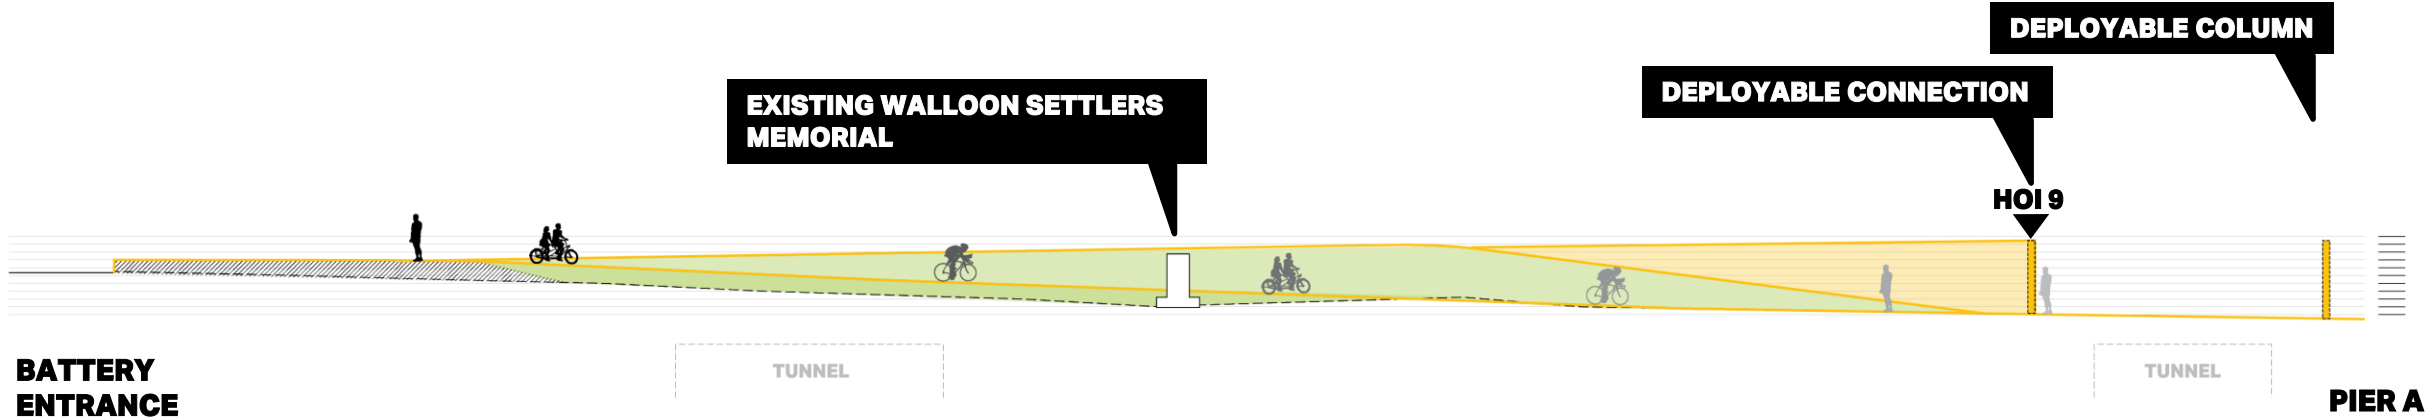 DEPLOYABLE COLUMN
DEPLOYABLE CONNECTION
EXISTING WALLOON SETTLERS
MEMORIAL
HOI 9
BATTERY
ENTRANCE
TUNNEL
TUNNEL
PIER A